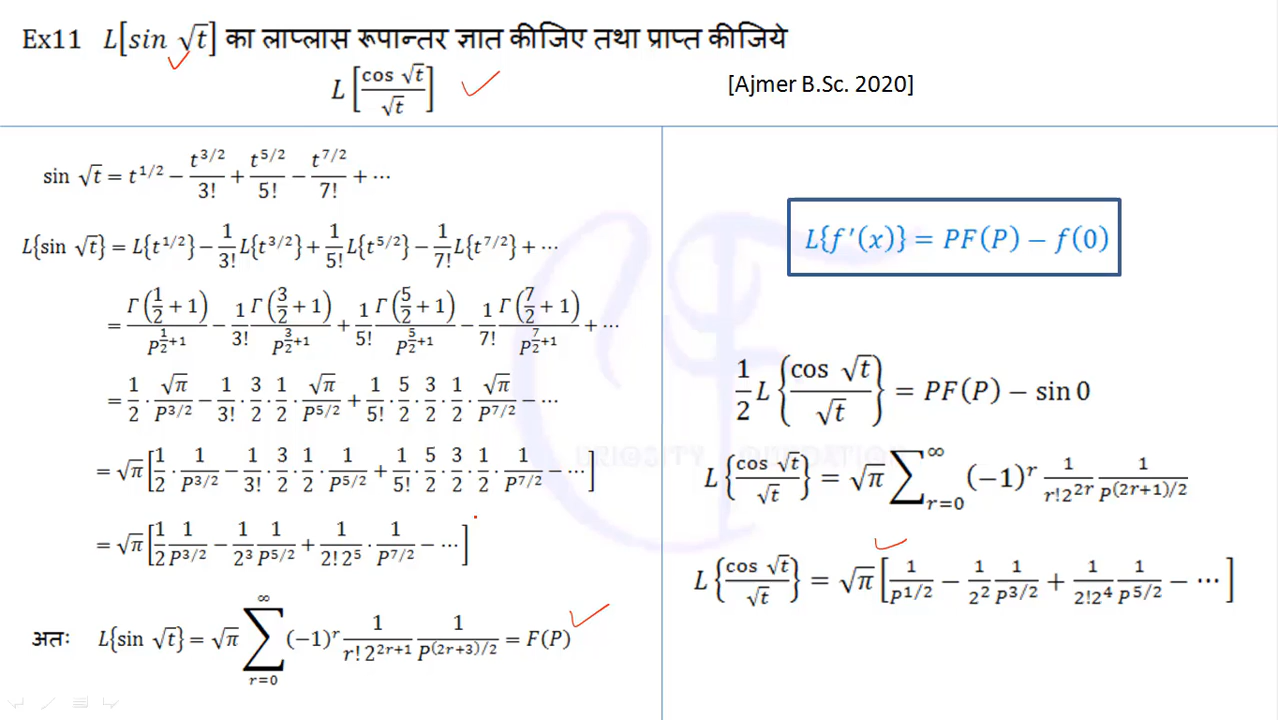 Ex11 L[sin √t] का लाप्लास रूपान्तर ज्ञात कीजिए तथा प्राप्त कीजिये
L[cos √t / √t]
[Ajmer B.Sc. 2020]
sin √t = t^{1/2} − t^{3/2}/3! + t^{5/2}/5! − t^{7/2}/7! + ⋯
L{sin √t} = L{t^{1/2}} − 1/3! L{t^{3/2}} + 1/5! L{t^{5/2}} − 1/7! L{t^{7/2}} + ⋯
= Γ(1/2 + 1)/P^{1/2+1} − 1/3! Γ(3/2 + 1)/P^{3/2+1} + 1/5! Γ(5/2 + 1)/P^{5/2+1} − 1/7! Γ(7/2 + 1)/P^{7/2+1} + ⋯
= 1/2 · √π/P^{3/2} − 1/3! · 3/2 · 1/2 · √π/P^{5/2} + 1/5! · 5/2 · 3/2 · 1/2 · √π/P^{7/2} − ⋯
= √π[1/2 · 1/P^{3/2} − 1/3! · 3/2 · 1/2 · 1/P^{5/2} + 1/5! · 5/2 · 3/2 · 1/2 · 1/P^{7/2} − ⋯]
= √π[1/2 1/P^{3/2} − 1/2^3 1/P^{5/2} + 1/2!2^5 · 1/P^{7/2} − ⋯]
अतः L{sin √t} = √π ∑_{r=0}^{∞} (−1)^r 1/r!2^{2r+1} 1/P^{(2r+3)/2} = F(P)
L{f′(x)} = PF(P) − f(0)
1/2 L{cos √t / √t} = PF(P) − sin 0
L{cos √t / √t} = √π ∑_{r=0}^{∞} (−1)^r 1/r!2^{2r} 1/P^{(2r+1)/2}
L{cos √t / √t} = √π[1/P^{1/2} − 1/2^2 1/P^{3/2} + 1/2!2^4 1/P^{5/2} − ⋯]